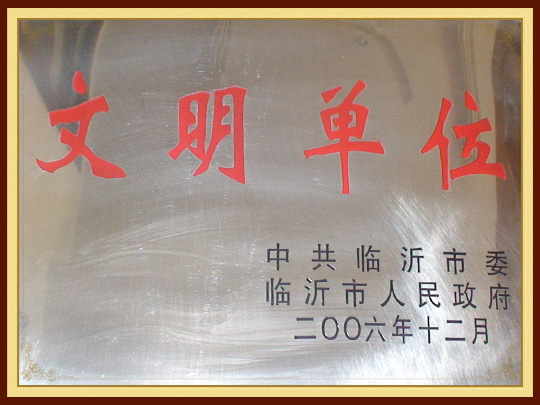 文明单位
中共临沂市委
临沂市人民政府
二〇〇六年十二月